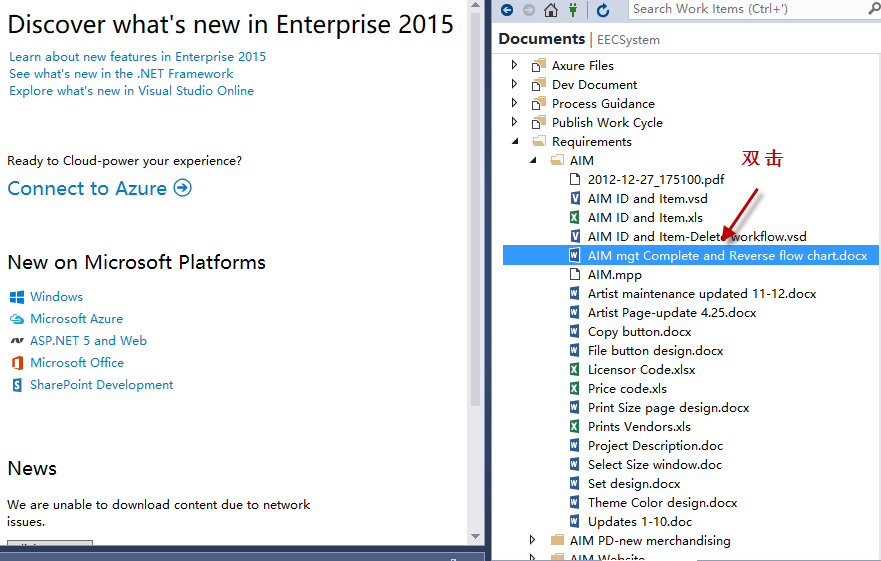 Discover what's new in Enterprise 2015
Learn about new features in Enterprise 2015
See what's new in the .NET Framework
Explore what's new in Visual Studio Online
Ready to Cloud-power your experience?
Connect to Azure
New on Microsoft Platforms
Windows
Microsoft Azure
ASP.NET 5 and Web
Microsoft Office
SharePoint Development
News
We are unable to download content due to network
issues.
Search Work Items (Ctrl+')
Documents | EECSystem
Axure Files
Dev Document
Process Guidance
Publish Work Cycle
Requirements
AIM
双击
2012-12-27_175100.pdf
AIM ID and Item.vsd
AIM ID and Item.xls
AIM ID and Item-Delete workflow.vsd
AIM mgt Complete and Reverse flow chart.docx
AIM.mpp
Artist maintenance updated 11-12.docx
Artist Page-update 4.25.docx
Copy button.docx
File button design.docx
Licensor Code.xlsx
Price code.xls
Print Size page design.docx
Prints Vendors.xls
Project Description.doc
Select Size window.doc
Set design.docx
Theme Color design.docx
Updates 1-10.doc
AIM PD-new merchandising
AIM Website